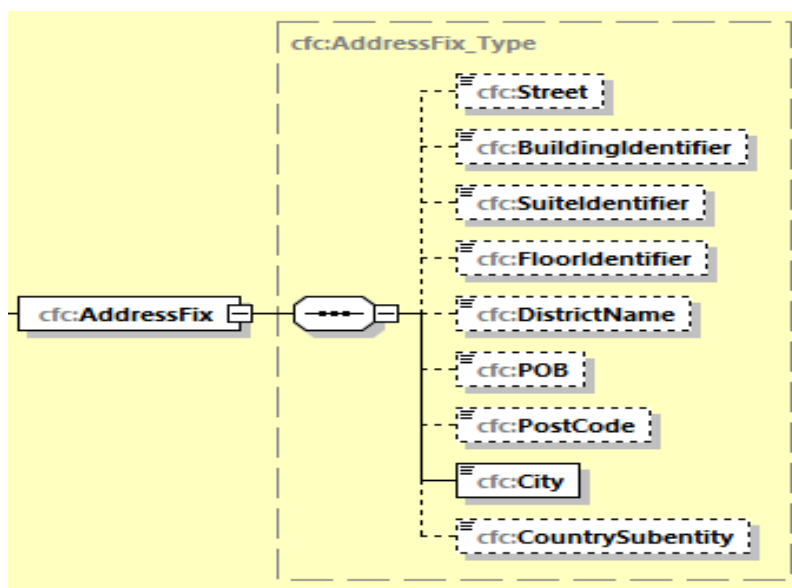 cfc:AddressFix_Type
cfc:Street
cfc:BuildingIdentifier
cfc:SuiteIdentifier
cfc:FloorIdentifier
cfc:AddressFix
cfc:DistrictName
cfc:POB
cfc:PostCode
cfc:City
cfc:CountrySubentity